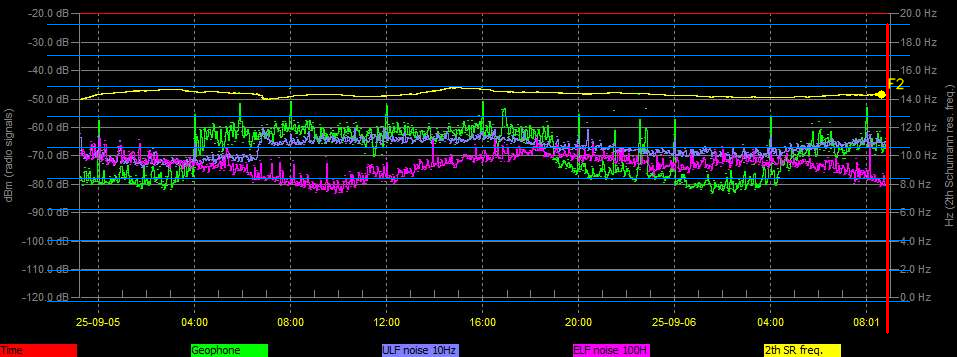 -20.0 dB 20.0 Hz
-30.0 dB 18.0 Hz
-40.0 dB 16.0 Hz
F2
-50.0 dB 14.0 Hz
-60.0 dB 12.0 Hz
-70.0 dB 10.0 Hz
-80.0 dB 8.0 Hz
-90.0 dB 6.0 Hz
-100.0 dB 4.0 Hz
-110.0 dB 2.0 Hz
-120.0 dB 0.0 Hz
dBm (radio signals)
Hz (2th Schumann res. freq.)
25-09-05 04:00 08:00 12:00 16:00 20:00 25-09-06 04:00 08:01
Time Geophone ULF noise 10Hz ELF noise 100H 2th SR freq.